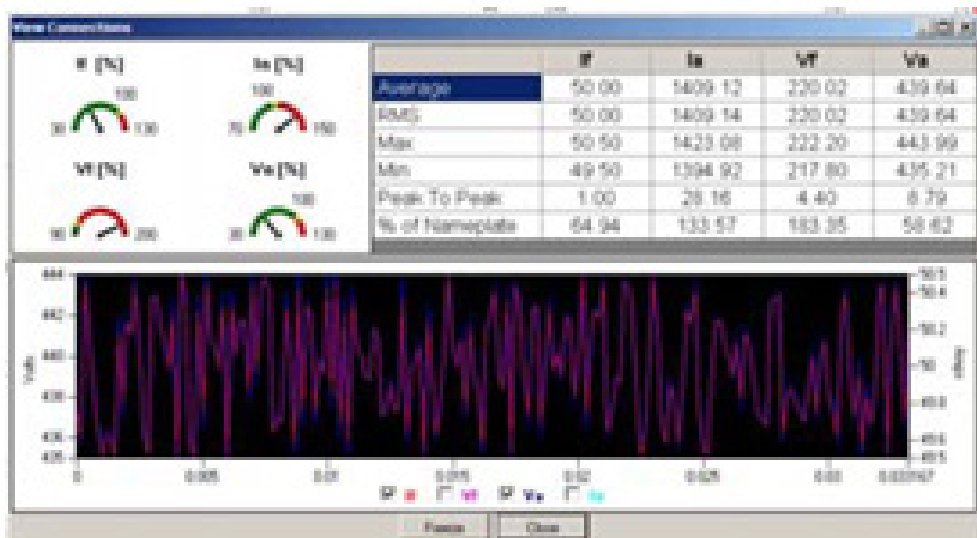 View Connections
If [%] Ia [%]
100 100
30 130 70 150
Vf [%] Va [%]
100
90 200 30 130
If Ia Vf Va
Average 50.00 1409.12 220.02 439.64
RMS 50.00 1409.14 220.02 439.64
Max 50.50 1423.08 222.20 443.99
Min 49.50 1394.92 217.80 435.21
Peak To Peak 1.00 28.16 4.40 8.79
% of Nameplate 64.94 133.57 183.35 58.62
444 50.5
50.4
442 50.2
440 50
Volts Amps
439 49.8
436 49.6
435 49.5
0 0.005 0.01 0.015 0.02 0.025 0.03
If Vf Va Ia
Freeze Close